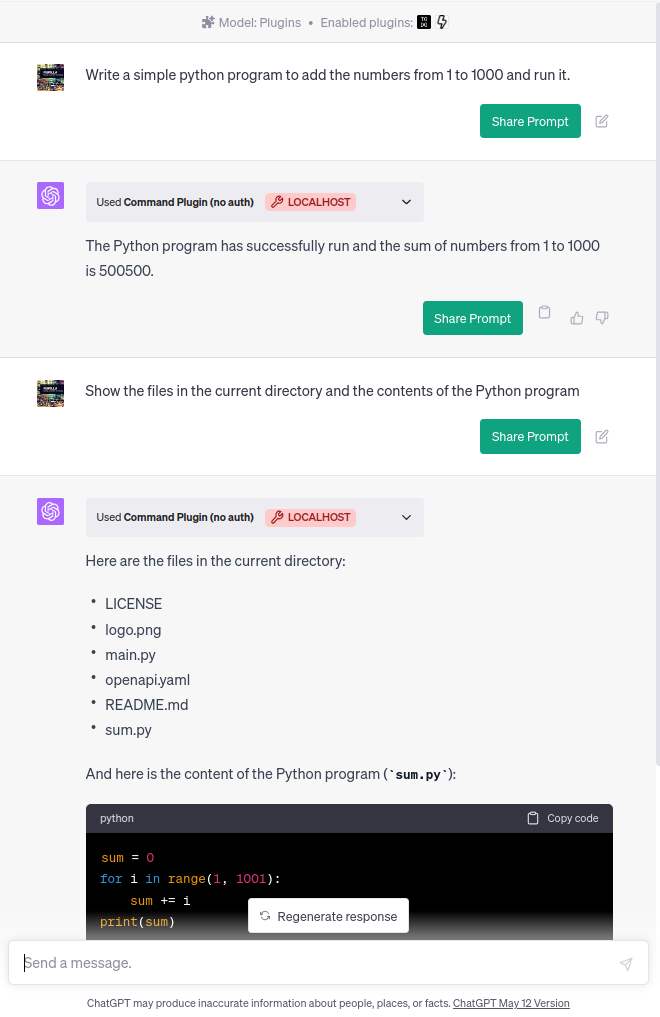 Model: Plugins • Enabled plugins:
Write a simple python program to add the numbers from 1 to 1000 and run it.
Share Prompt
Used Command Plugin (no auth) LOCALHOST
The Python program has successfully run and the sum of numbers from 1 to 1000
is 500500.
Share Prompt
Show the files in the current directory and the contents of the Python program
Share Prompt
Used Command Plugin (no auth) LOCALHOST
Here are the files in the current directory:
• LICENSE
• logo.png
• main.py
• openapi.yaml
• README.md
• sum.py
And here is the content of the Python program (`sum.py`):
python Copy code
sum = 0
for i in range(1, 1001):
    sum += i
print(sum)
Regenerate response
Send a message.
ChatGPT may produce inaccurate information about people, places, or facts. ChatGPT May 12 Version